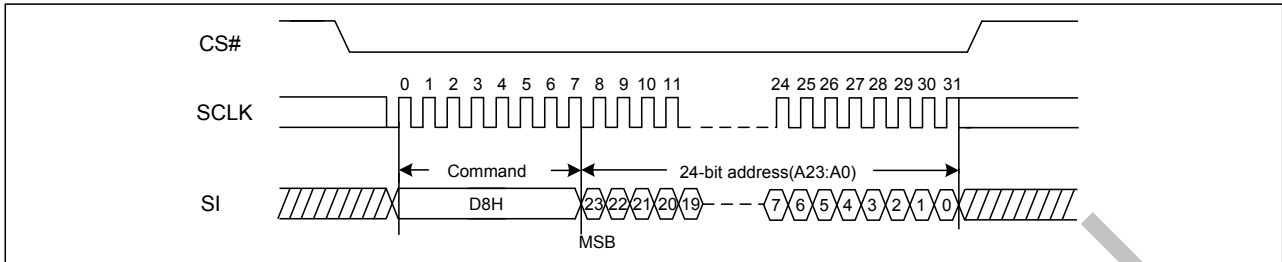 CS#
0 1 2 3 4 5 6 7 8 9 10 11 24 25 26 27 28 29 30 31
SCLK
Command 24-bit address(A23:A0)
SI D8H 23 22 21 20 19 7 6 5 4 3 2 1 0
MSB